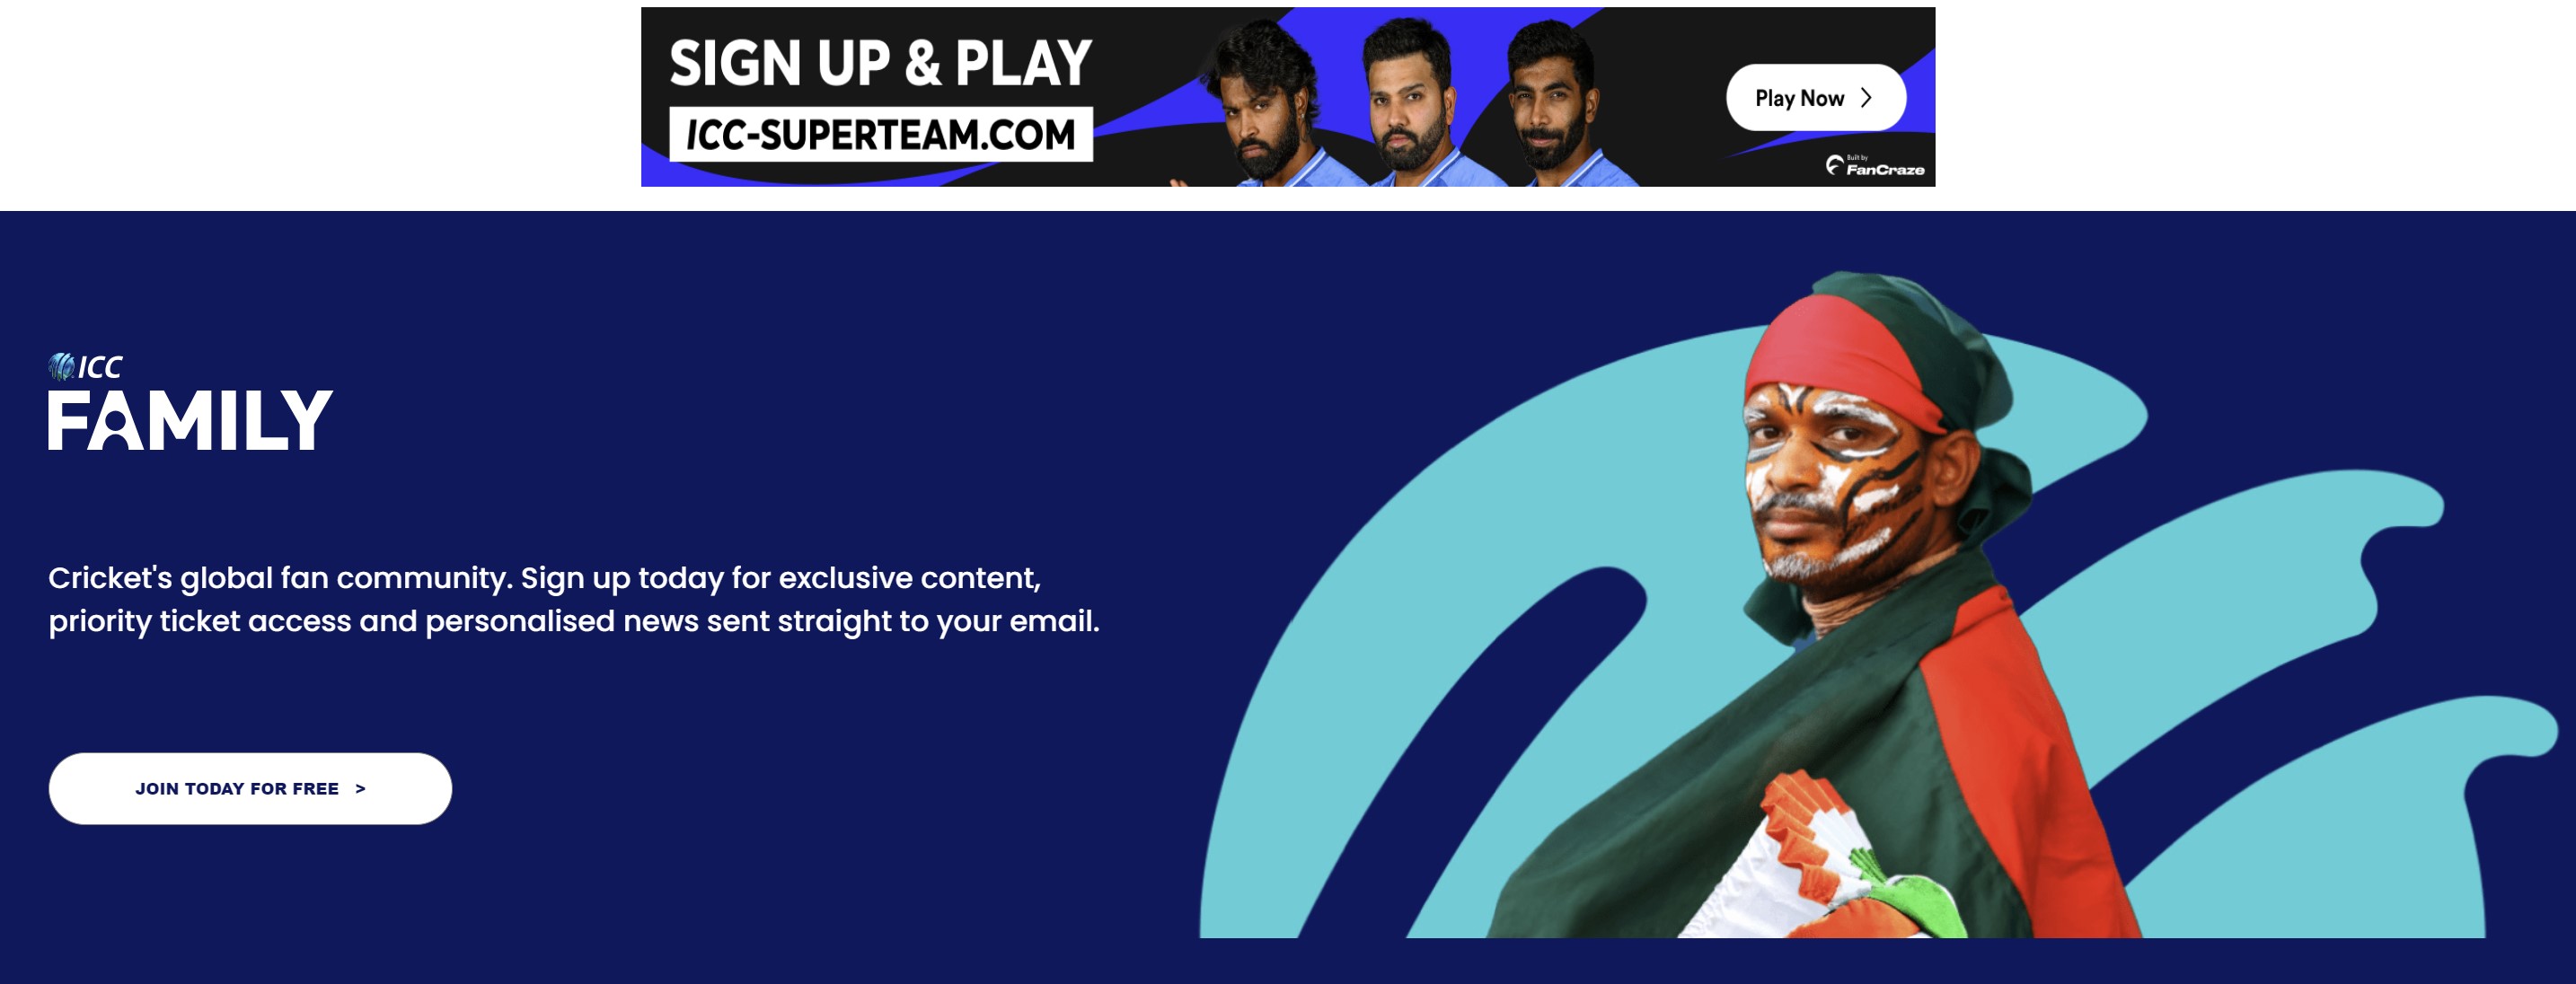 SIGN UP & PLAY
ICC-SUPERTEAM.COM
Play Now >
Built by
FanCraze
ICC
FAMILY
Cricket's global fan community. Sign up today for exclusive content,
priority ticket access and personalised news sent straight to your email.
JOIN TODAY FOR FREE >